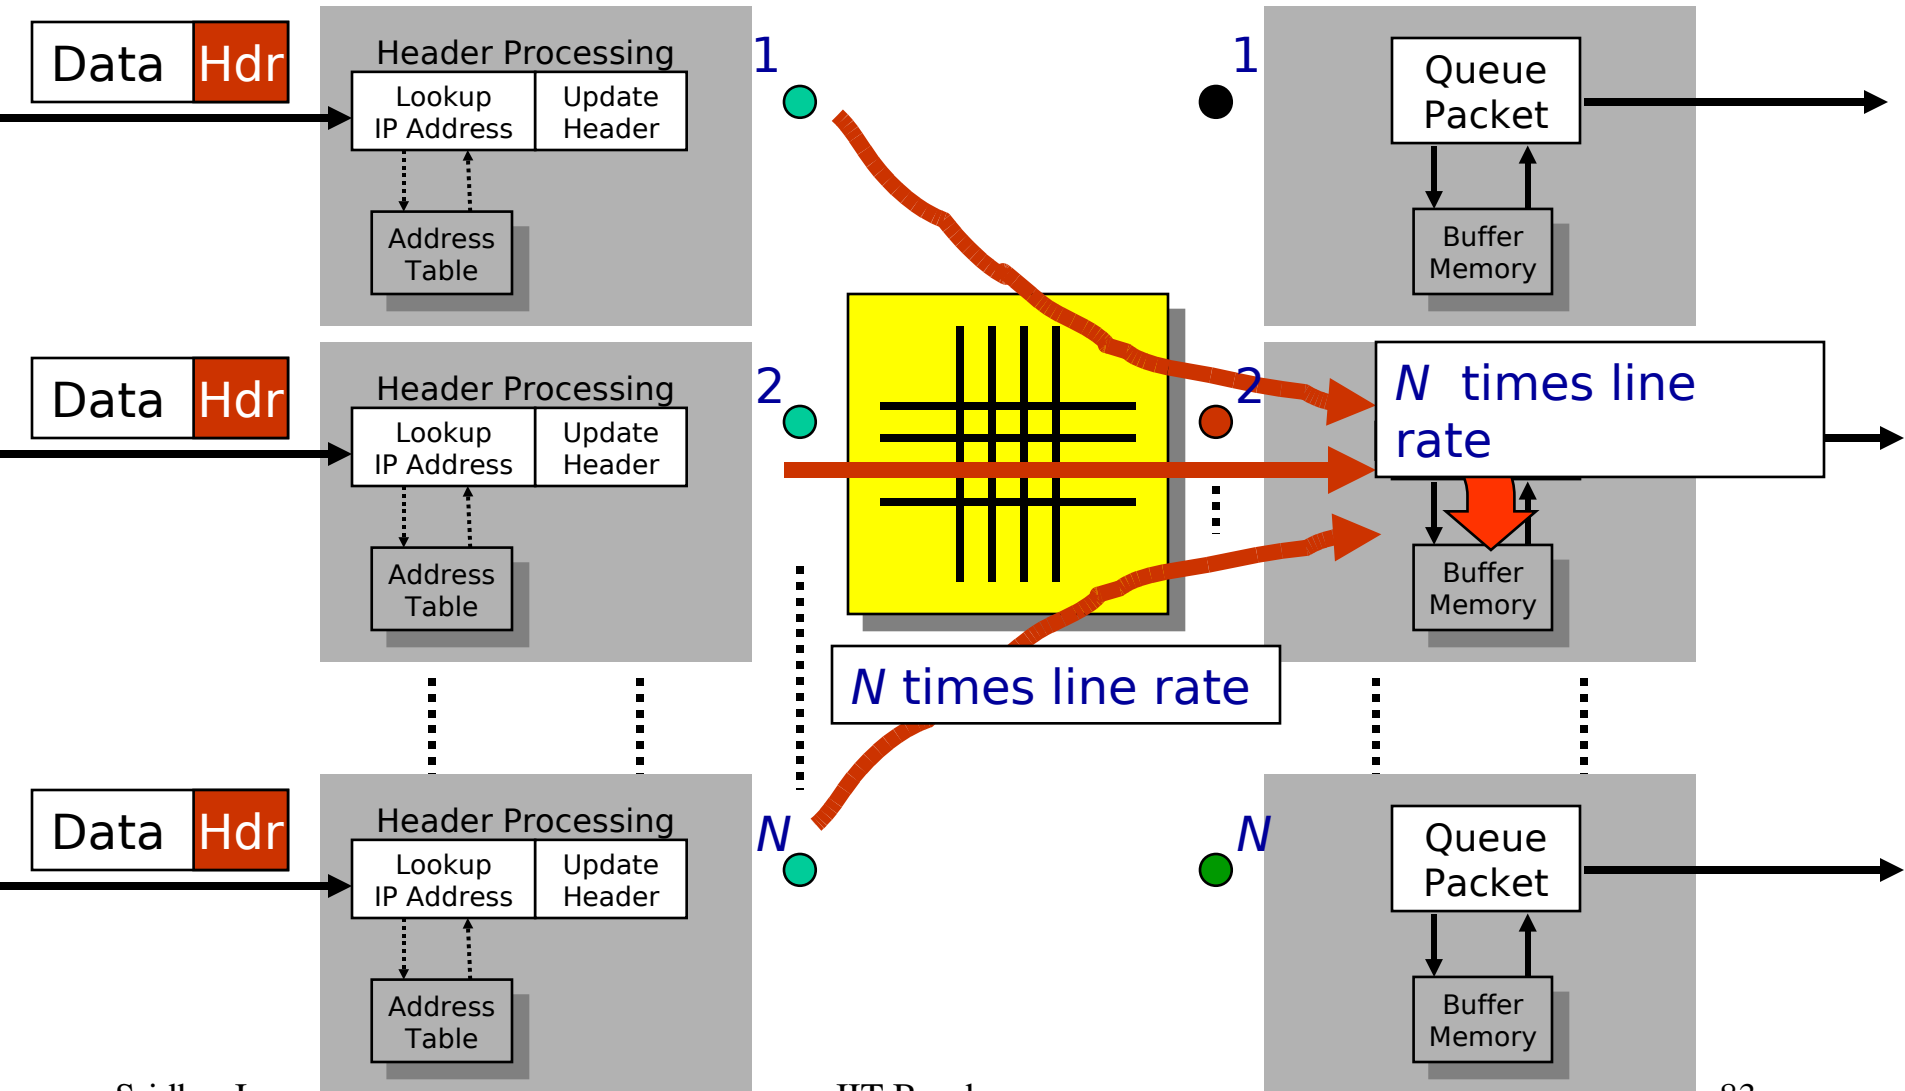 Data Hdr
Header Processing
Lookup
IP Address
Update
Header
Address
Table
1
1
Queue
Packet
Buffer
Memory
Data Hdr
Header Processing
Lookup
IP Address
Update
Header
Address
Table
2
2
N times line
rate
Buffer
Memory
N times line rate
Data Hdr
Header Processing
Lookup
IP Address
Update
Header
Address
Table
N
N
Queue
Packet
Buffer
Memory
83